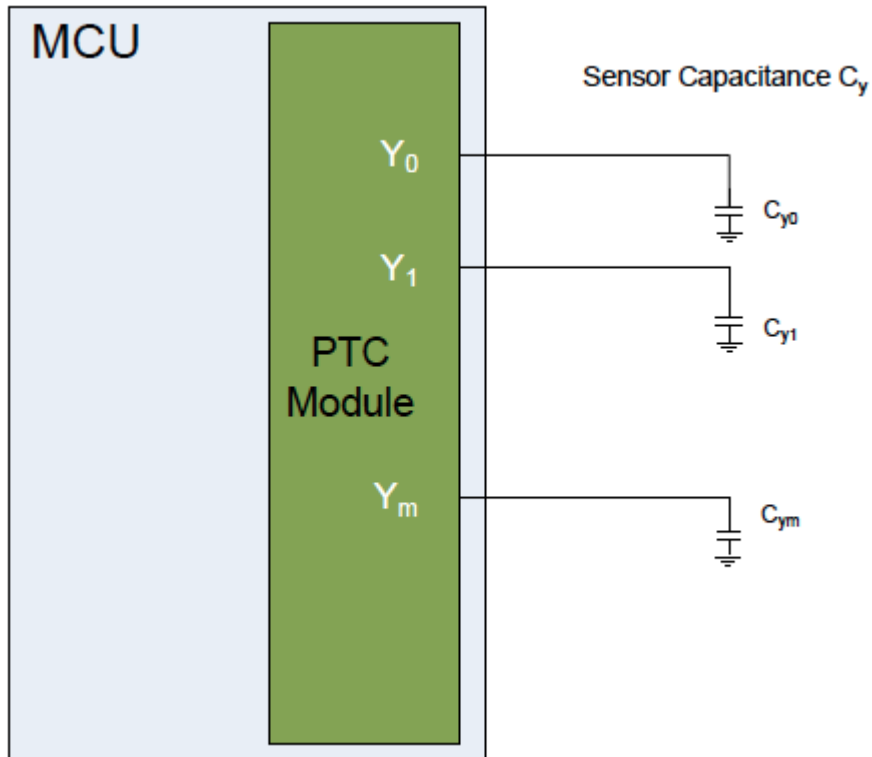 MCU
Sensor Capacitance Cy
Y0
Cy0
Y1
Cy1
PTC
Module
Ym
Cym